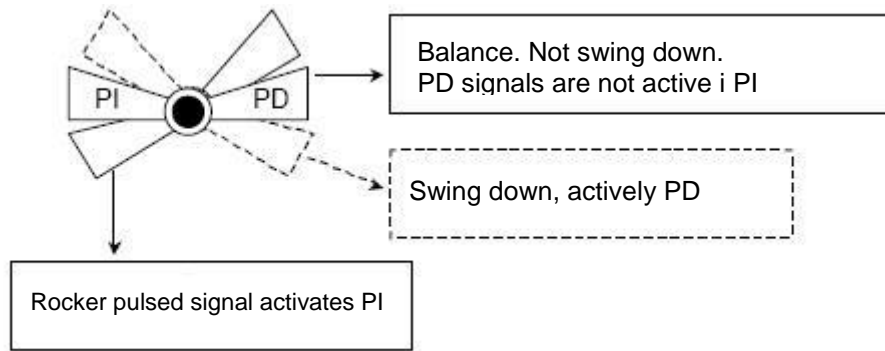 PI
PD
Balance. Not swing down.
PD signals are not active i PI
Swing down, actively PD
Rocker pulsed signal activates PI